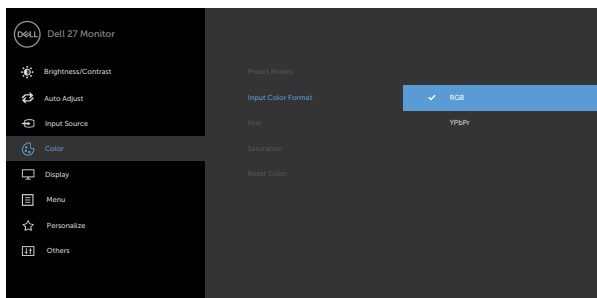 DELL Dell 27 Monitor
Brightness/Contrast
Auto Adjust
Input Source
Color
Display
Menu
Personalize
Others
Preset Modes
Input Color Format
Hue
Saturation
Reset Color
RGB
YPbPr